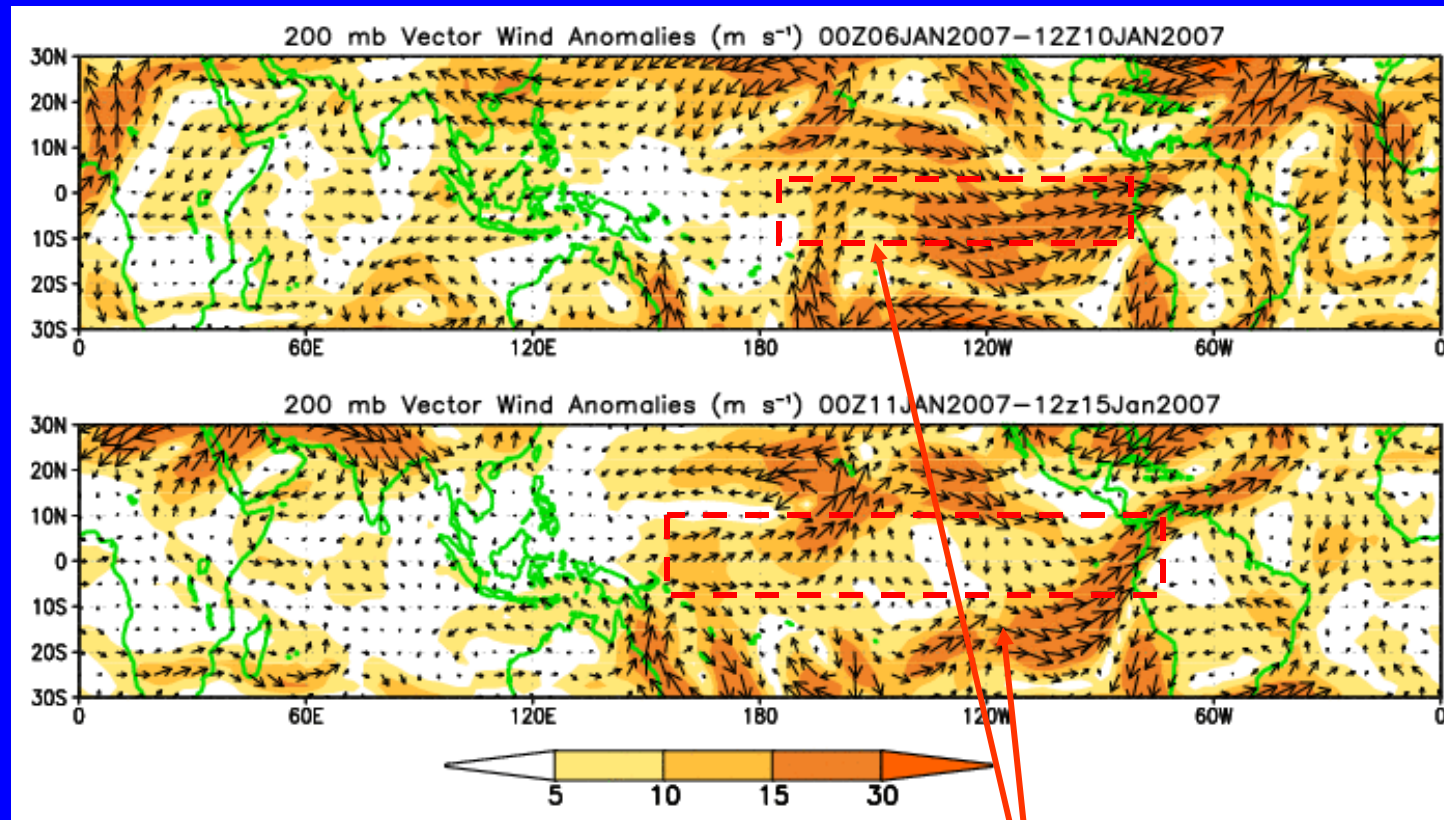 200 mb Vector Wind Anomalies (m s⁻¹) 00Z06JAN2007-12Z10JAN2007
30N
20N
10N
0
10S
20S
30S
0 60E 120E 180 120W 60W 0
200 mb Vector Wind Anomalies (m s⁻¹) 00Z11JAN2007-12z15Jan2007
30N
20N
10N
0
10S
20S
30S
0 60E 120E 180 120W 60W 0
5 10 15 30